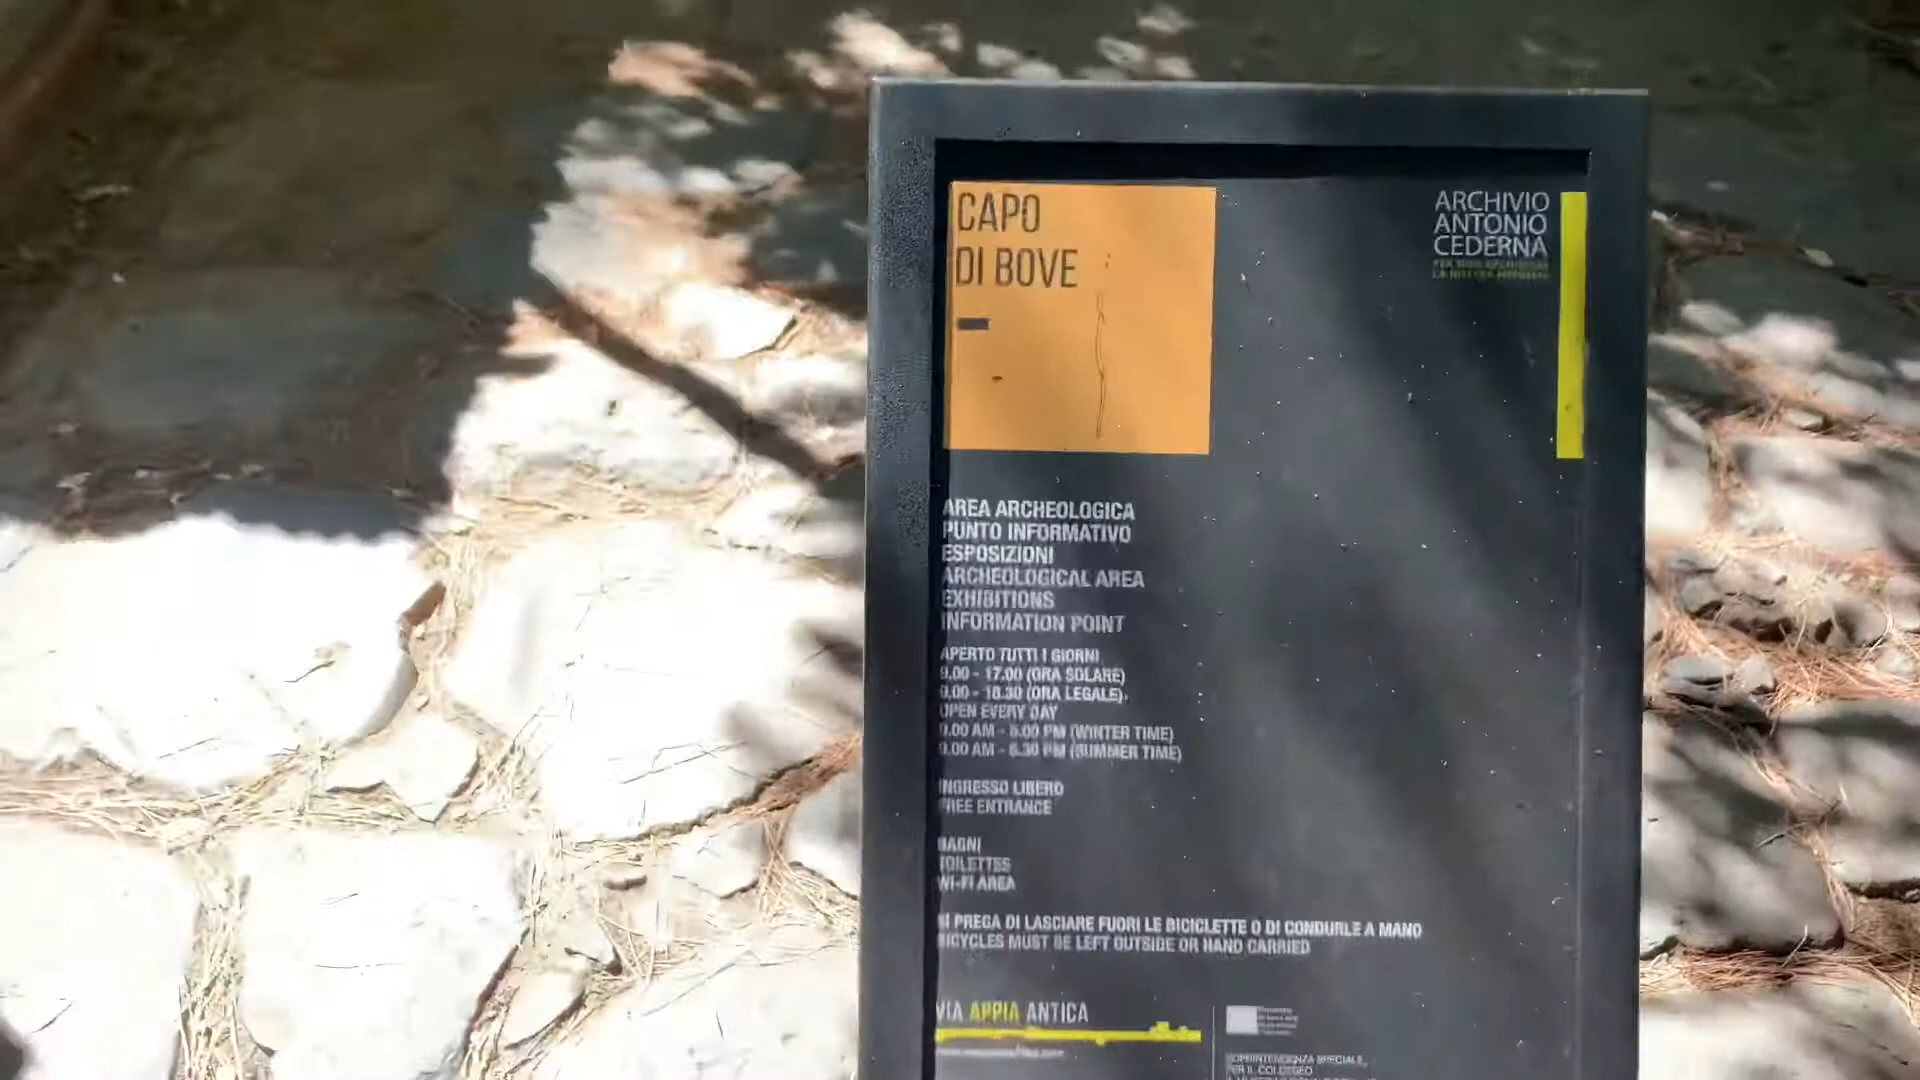 CAPO
DI BOVE
ARCHIVIO
ANTONIO
CEDERNA
AREA ARCHEOLOGICA
PUNTO INFORMATIVO
ESPOSIZIONI
ARCHEOLOGICAL AREA
EXHIBITIONS
INFORMATION POINT
APERTO TUTTI I GIORNI
9.00 - 17.00 (ORA SOLARE)
9.00 - 18.30 (ORA LEGALE)
OPEN EVERY DAY
9.00 AM - 5.00 PM (WINTER TIME)
9.00 AM - 6.30 PM (SUMMER TIME)
INGRESSO LIBERO
FREE ENTRANCE
BAGNI
TOILETTES
WI-FI AREA
SI PREGA DI LASCIARE FUORI LE BICICLETTE O DI CONDURLE A MANO
BICYCLES MUST BE LEFT OUTSIDE OR HAND CARRIED
VIA APPIA ANTICA
SOPRINTENDENZA SPECIALE
PER IL COLOSSEO